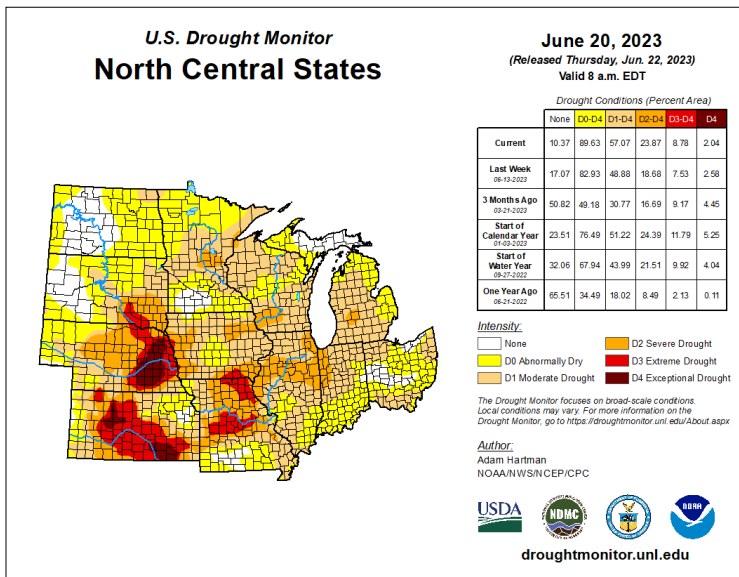 U.S. Drought Monitor
North Central States
June 20, 2023
(Released Thursday, Jun. 22, 2023)
Valid 8 a.m. EDT
Drought Conditions (Percent Area)
None D0-D4 D1-D4 D2-D4 D3-D4 D4
Current 10.37 89.63 57.07 23.87 8.78 2.04
Last Week 17.07 82.93 48.88 18.68 7.53 2.58
06-13-2023
3 Months Ago 50.82 49.18 30.77 16.69 9.17 4.45
03-21-2023
Start of
Calendar Year 23.51 76.49 51.22 24.39 11.79 5.25
01-03-2023
Start of
Water Year 32.06 67.94 43.99 21.51 9.92 4.04
09-27-2022
One Year Ago 65.51 34.49 18.02 8.49 2.13 0.11
06-21-2022
Intensity:
None
D0 Abnormally Dry
D1 Moderate Drought
D2 Severe Drought
D3 Extreme Drought
D4 Exceptional Drought
The Drought Monitor focuses on broad-scale conditions.
Local conditions may vary. For more information on the
Drought Monitor, go to https://droughtmonitor.unl.edu/About.aspx
Author:
Adam Hartman
NOAA/NWS/NCEP/CPC
USDA
NDMC
NOAA
droughtmonitor.unl.edu